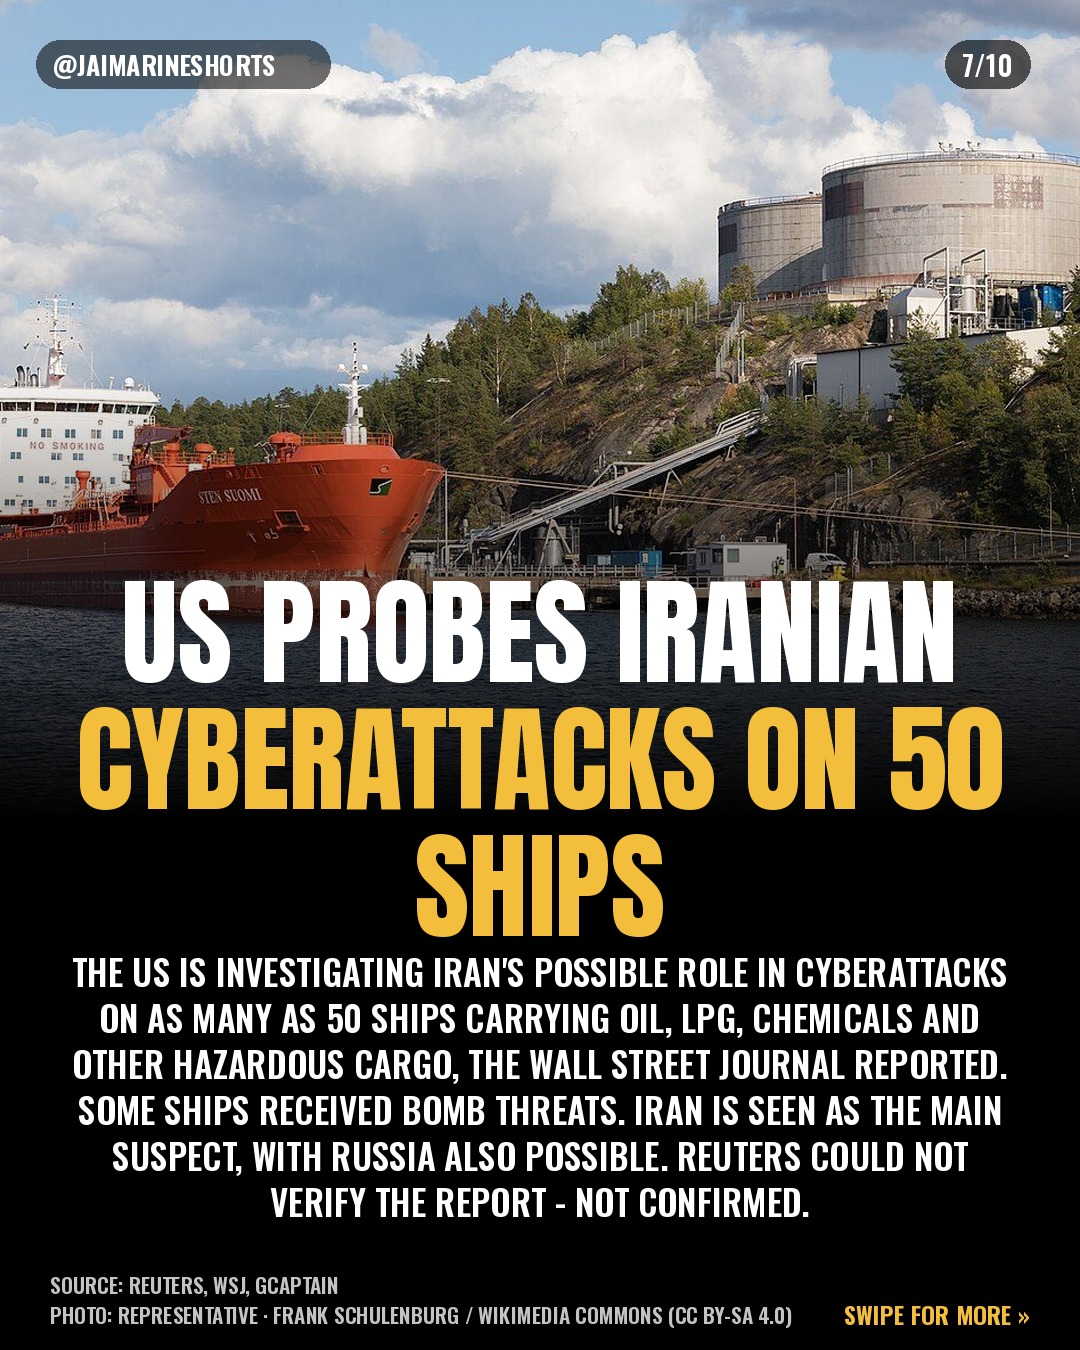 @JAIMARINESHORTS
7/10
NO SMOKING
STEN SUOMI
US PROBES IRANIAN
CYBERATTACKS ON 50
SHIPS
THE US IS INVESTIGATING IRAN'S POSSIBLE ROLE IN CYBERATTACKS
ON AS MANY AS 50 SHIPS CARRYING OIL, LPG, CHEMICALS AND
OTHER HAZARDOUS CARGO, THE WALL STREET JOURNAL REPORTED.
SOME SHIPS RECEIVED BOMB THREATS. IRAN IS SEEN AS THE MAIN
SUSPECT, WITH RUSSIA ALSO POSSIBLE. REUTERS COULD NOT
VERIFY THE REPORT - NOT CONFIRMED.
SOURCE: REUTERS, WSJ, GCAPTAIN
PHOTO: REPRESENTATIVE · FRANK SCHULENBURG / WIKIMEDIA COMMONS (CC BY-SA 4.0)
SWIPE FOR MORE »